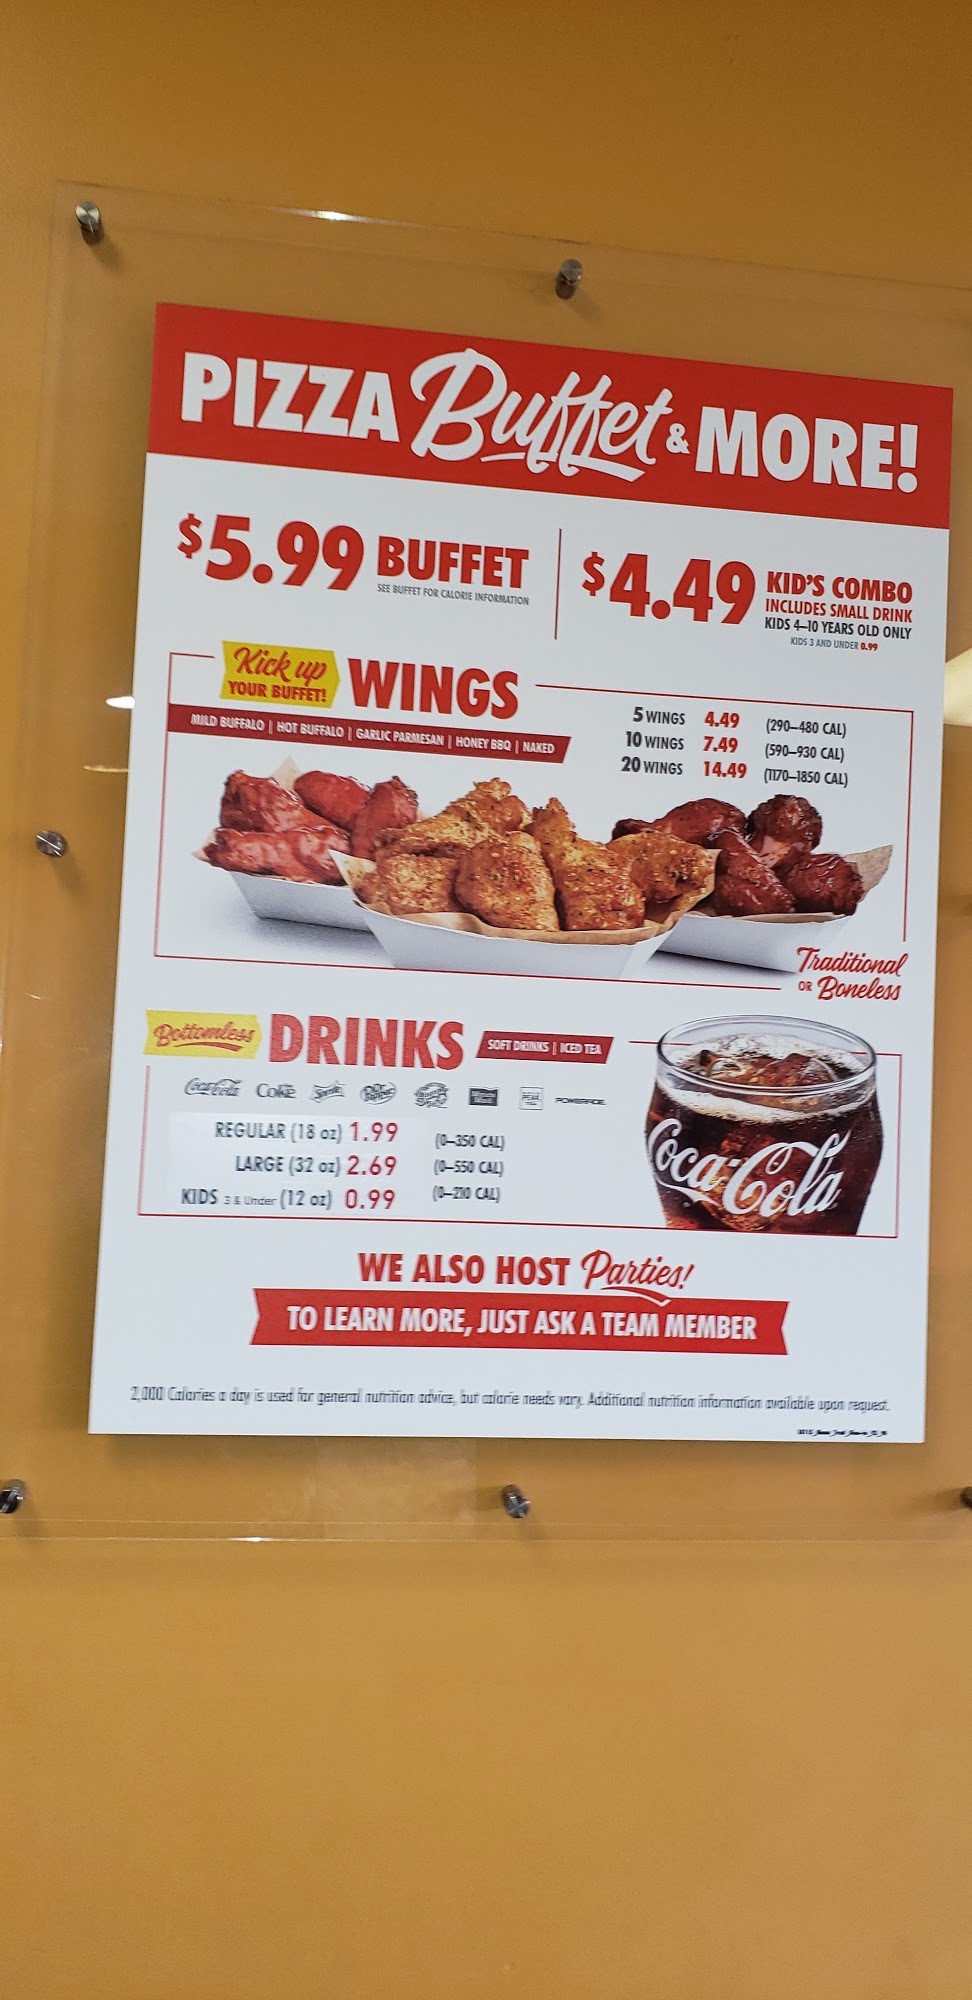 PIZZA Buffet & MORE!
$5.99 BUFFET
SEE BUFFET FOR CALORIE INFORMATION
$4.49 KID'S COMBO
INCLUDES SMALL DRINK
KIDS 4–10 YEARS OLD ONLY
KIDS 3 AND UNDER 0.99
Kick up
YOUR BUFFET!
WINGS
MILD BUFFALO | HOT BUFFALO | GARLIC PARMESAN | HONEY BBQ | NAKED
5 WINGS 4.49 (290–480 CAL)
10 WINGS 7.49 (590–930 CAL)
20 WINGS 14.49 (1170–1850 CAL)
Traditional
OR Boneless
Bottomless DRINKS SOFT DRINKS | ICED TEA
Coca-Cola Diet Coke Sprite Dr Pepper POWERADE
REGULAR (18 oz) 1.99 (0–350 CAL)
LARGE (32 oz) 2.69 (0–550 CAL)
KIDS 3 & Under (12 oz) 0.99 (0–210 CAL)
Coca-Cola
WE ALSO HOST Parties!
TO LEARN MORE, JUST ASK A TEAM MEMBER
2,000 Calories a day is used for general nutrition advice, but calorie needs vary. Additional nutrition information available upon request.